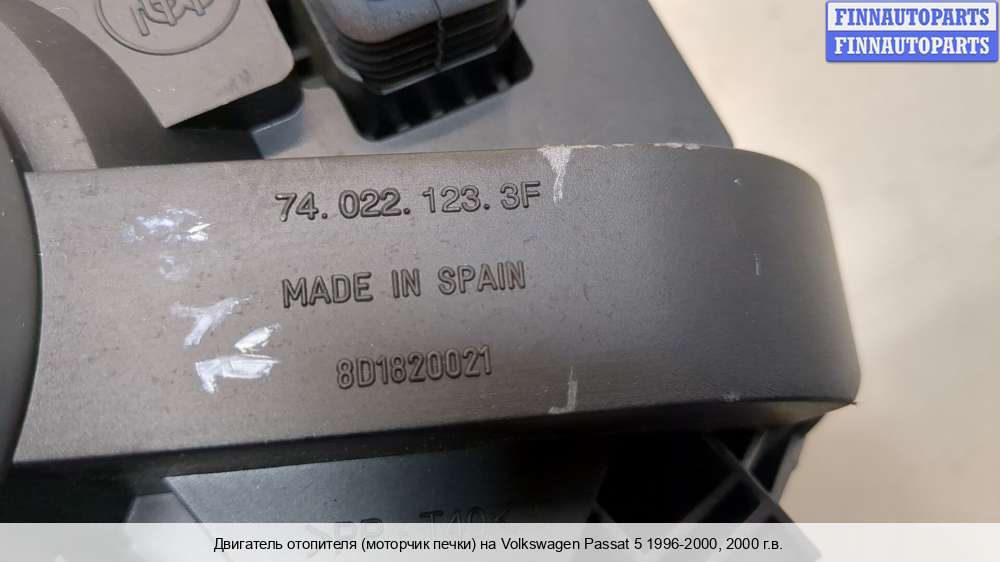 FINNAUTOPARTS
FINNAUTOPARTS
74. 022. 123. 3F
MADE IN SPAIN
8D1820021
Двигатель отопителя (моторчик печки) на Volkswagen Passat 5 1996-2000, 2000 г.в.